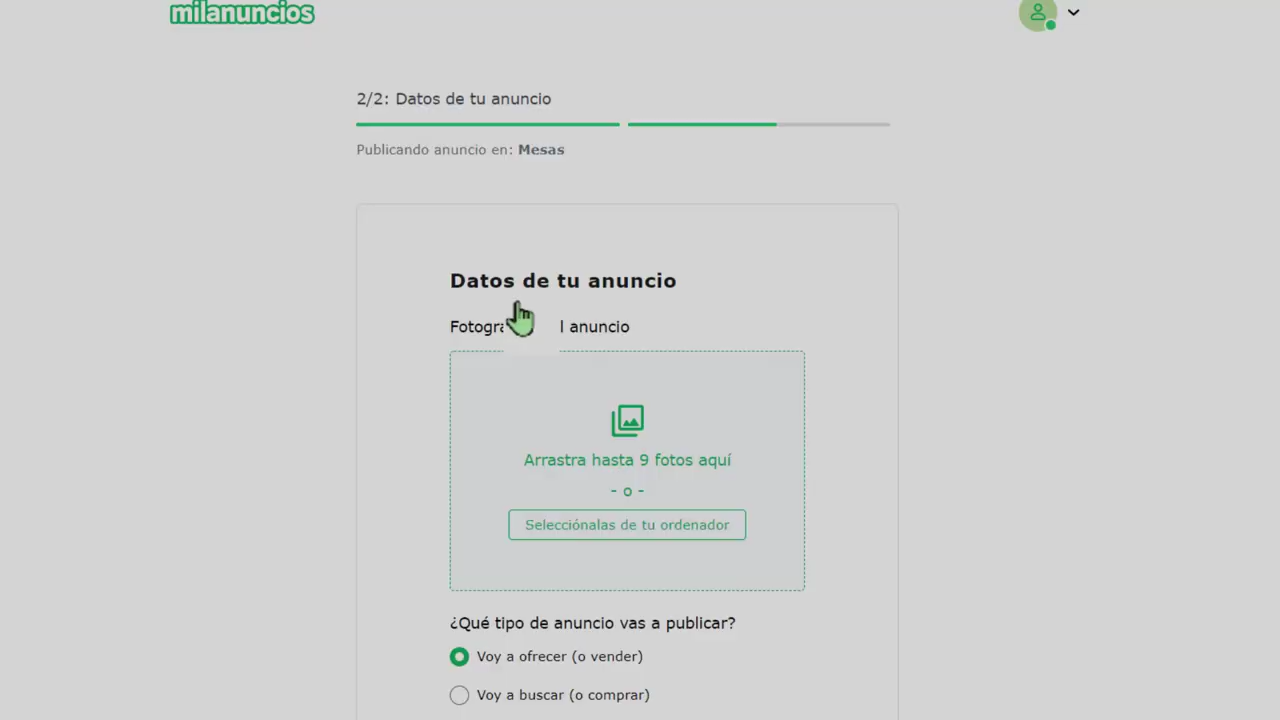 milanuncios
2/2: Datos de tu anuncio
Publicando anuncio en: Mesas
Datos de tu anuncio
anuncio
Arrastra hasta 9 fotos aquí
- o -
Selecciónalas de tu ordenador
¿Qué tipo de anuncio vas a publicar?
Voy a ofrecer (o vender)
Voy a buscar (o comprar)